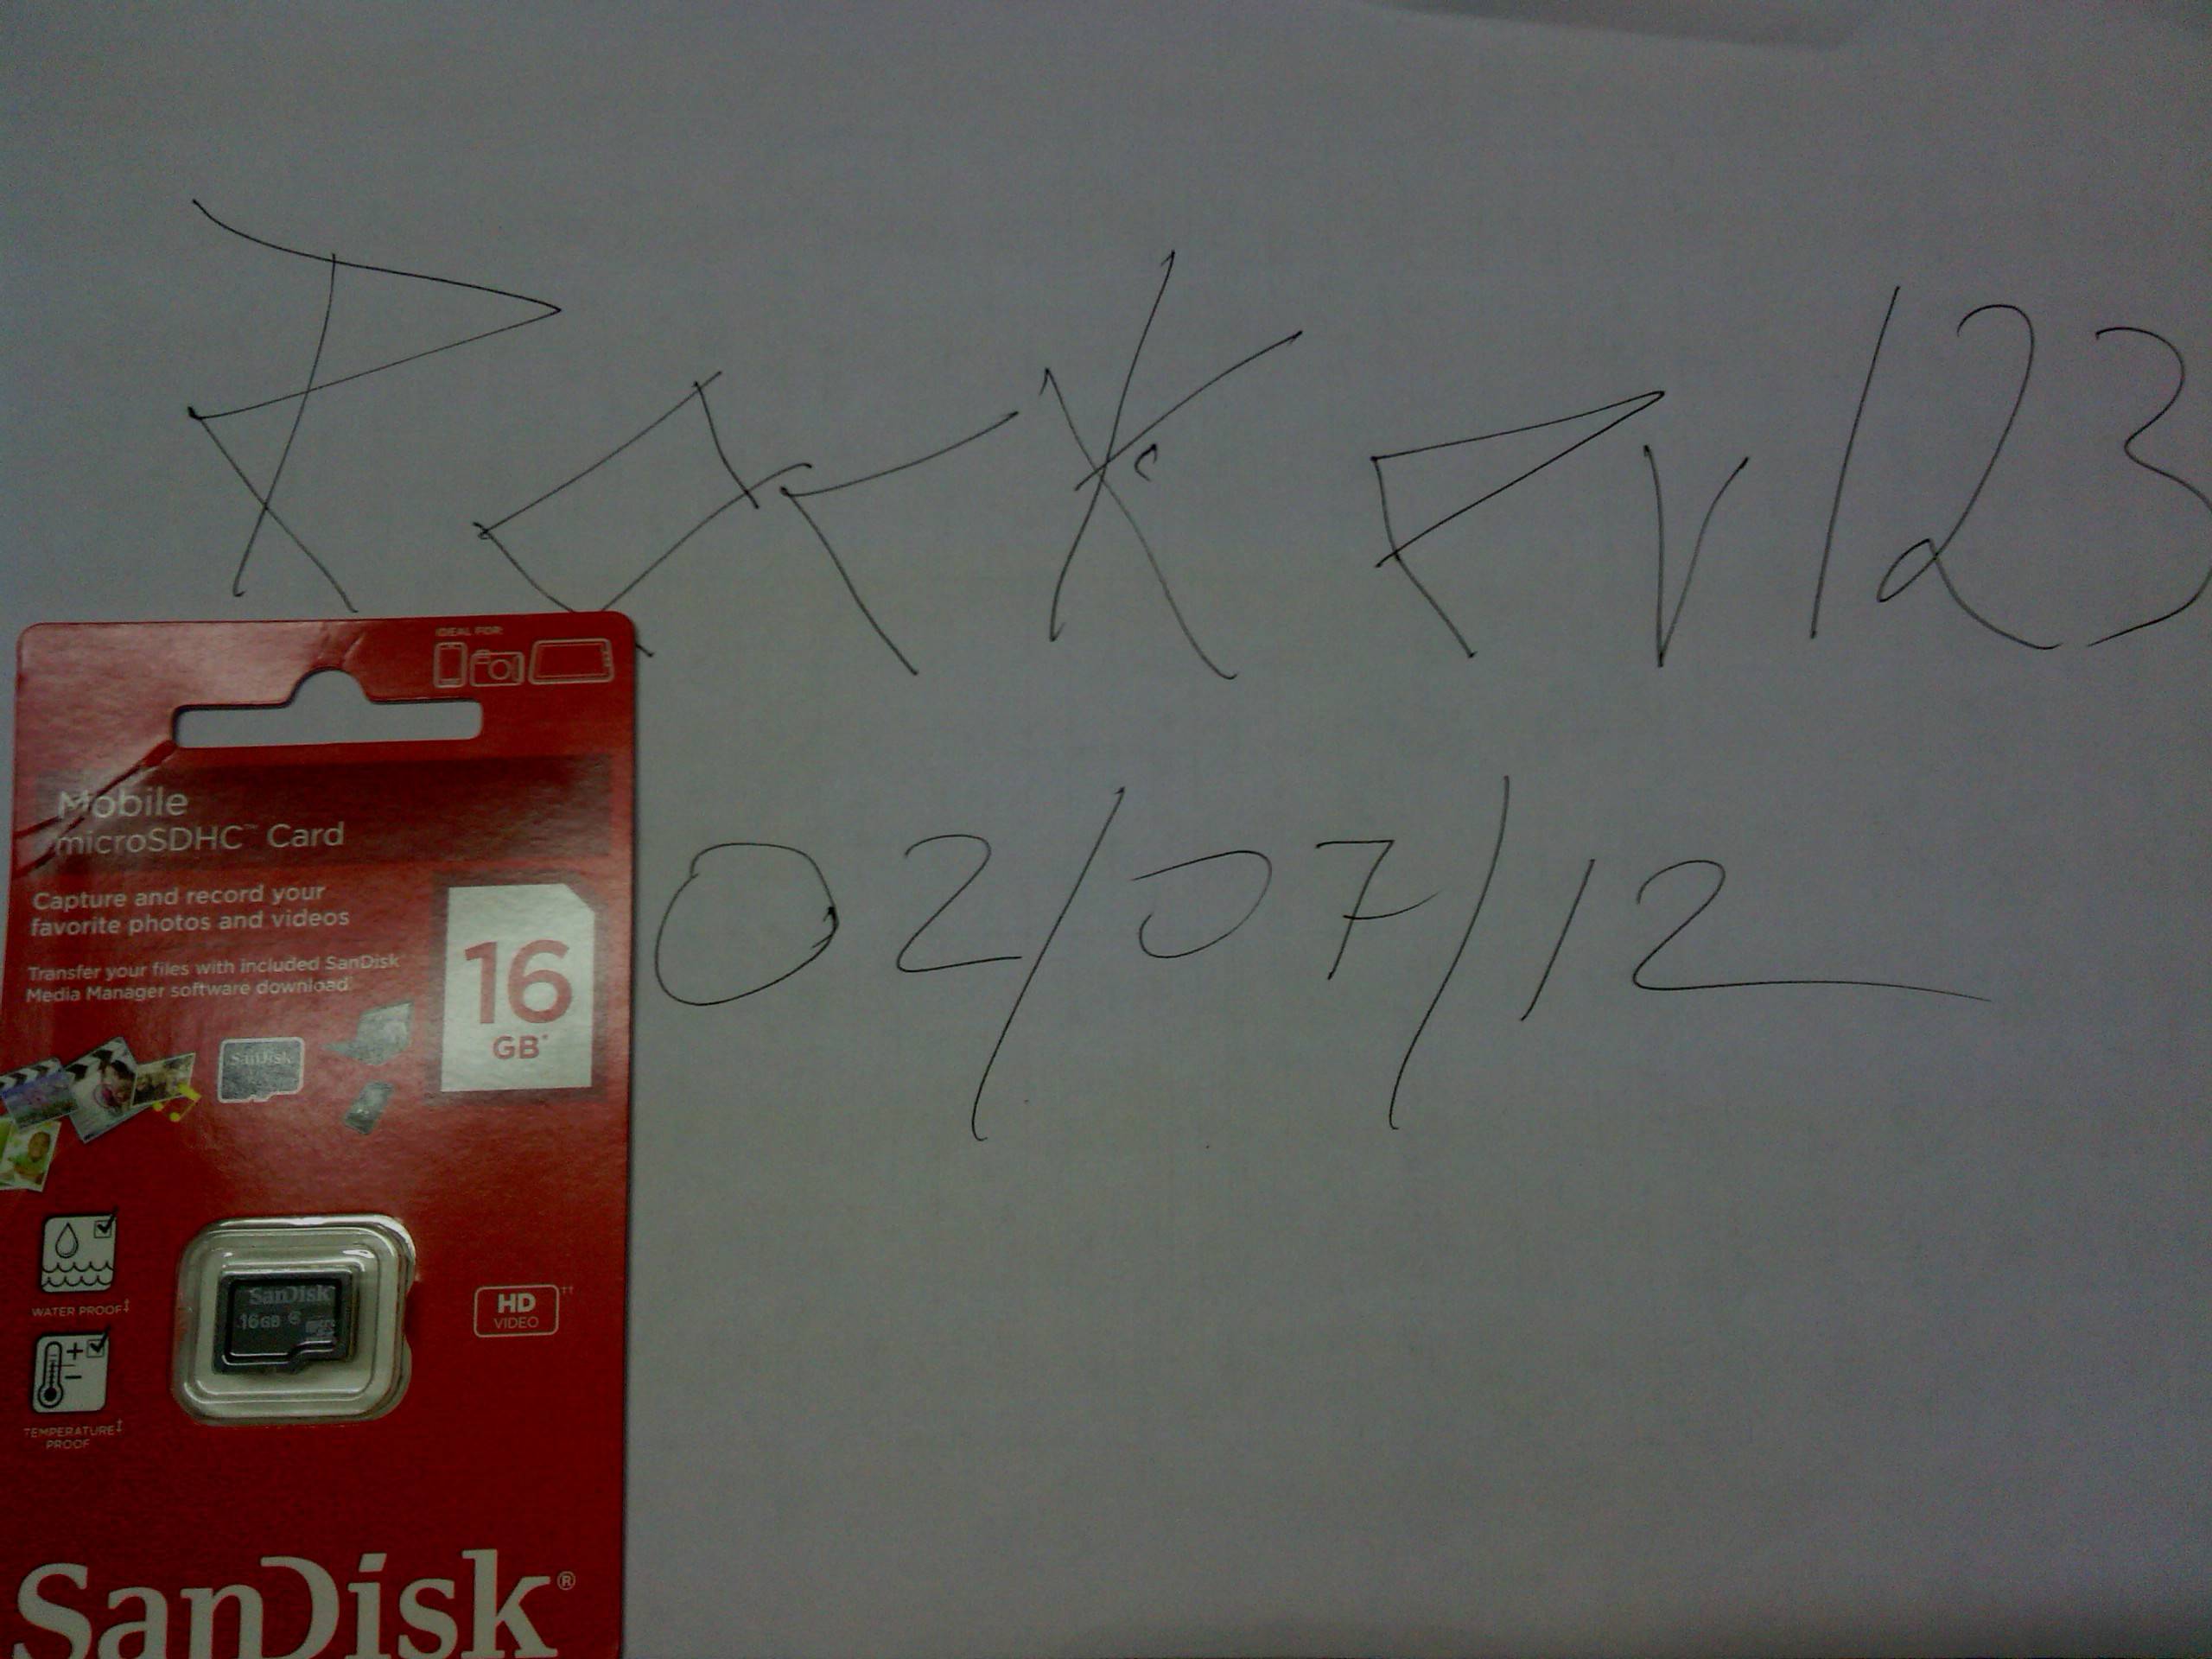 02/07/12
IDEAL FOR:
Mobile
microSDHC™ Card
Capture and record your
favorite photos and videos
Transfer your files with included SanDisk
Media Manager software download
16
GB*
SanDisk
WATER PROOF‡
SanDisk
16GB
HD††
VIDEO
TEMPERATURE‡
PROOF
SanDisk®